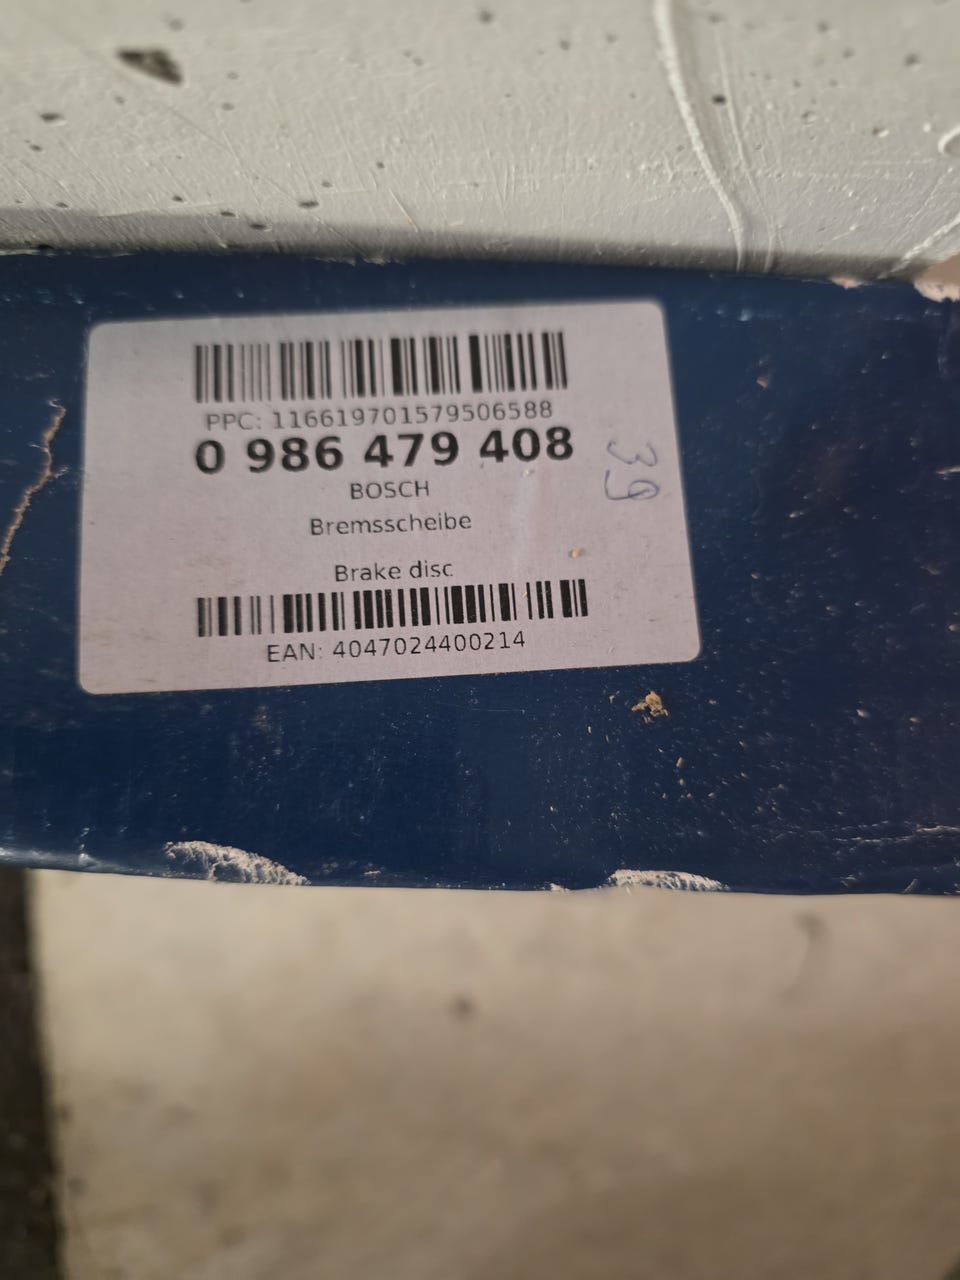 PPC: 116619701579506588
0 986 479 408
BOSCH
Bremsscheibe
Brake disc
EAN: 4047024400214
39